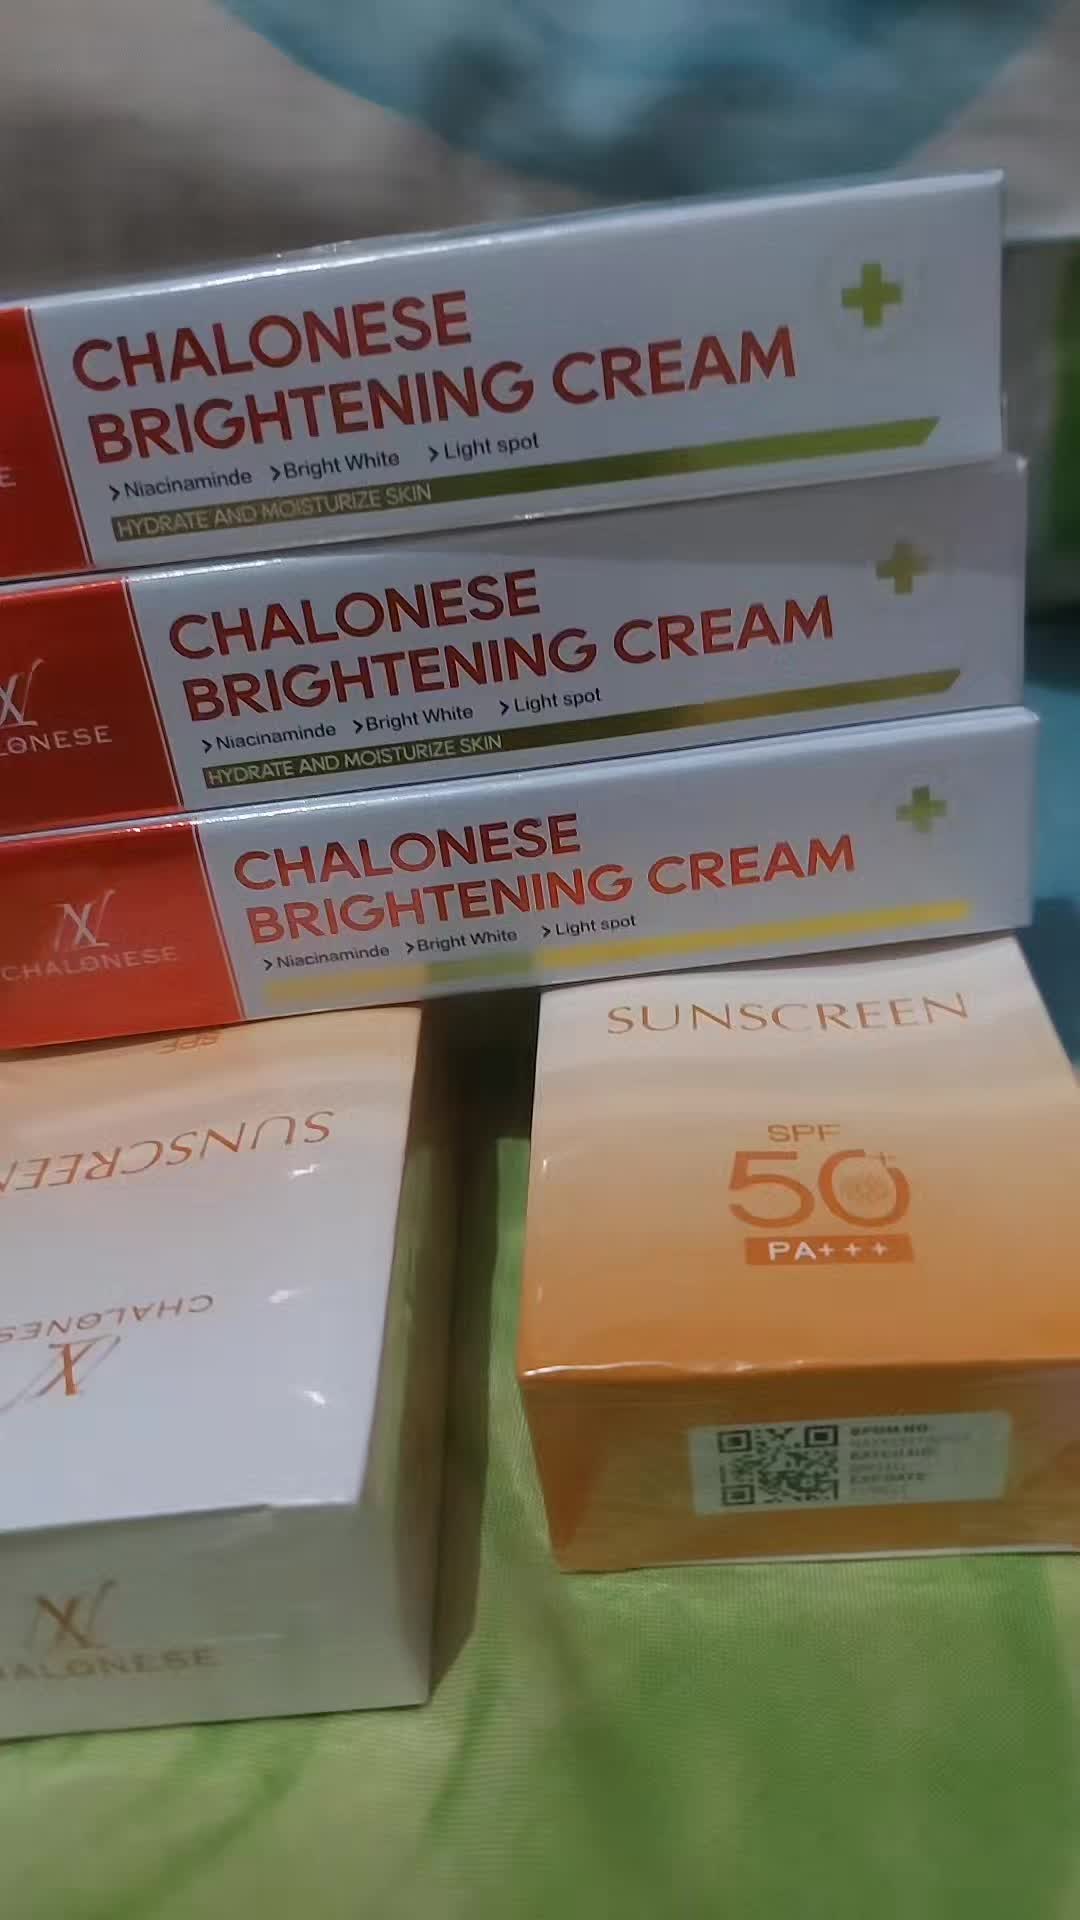 CHALONESE
BRIGHTENING CREAM
Niacinaminde Bright White Light spot
HYDRATE AND MOISTURIZE SKIN
CHALONESE
BRIGHTENING CREAM
Niacinaminde Bright White Light spot
HYDRATE AND MOISTURIZE SKIN
CHALONESE
CHALONESE
BRIGHTENING CREAM
Niacinaminde Bright White Light spot
SUNSCREEN
SPF
50+
PA+++
SPF
SUNSCREEN
CHALONESE
CHALONESE